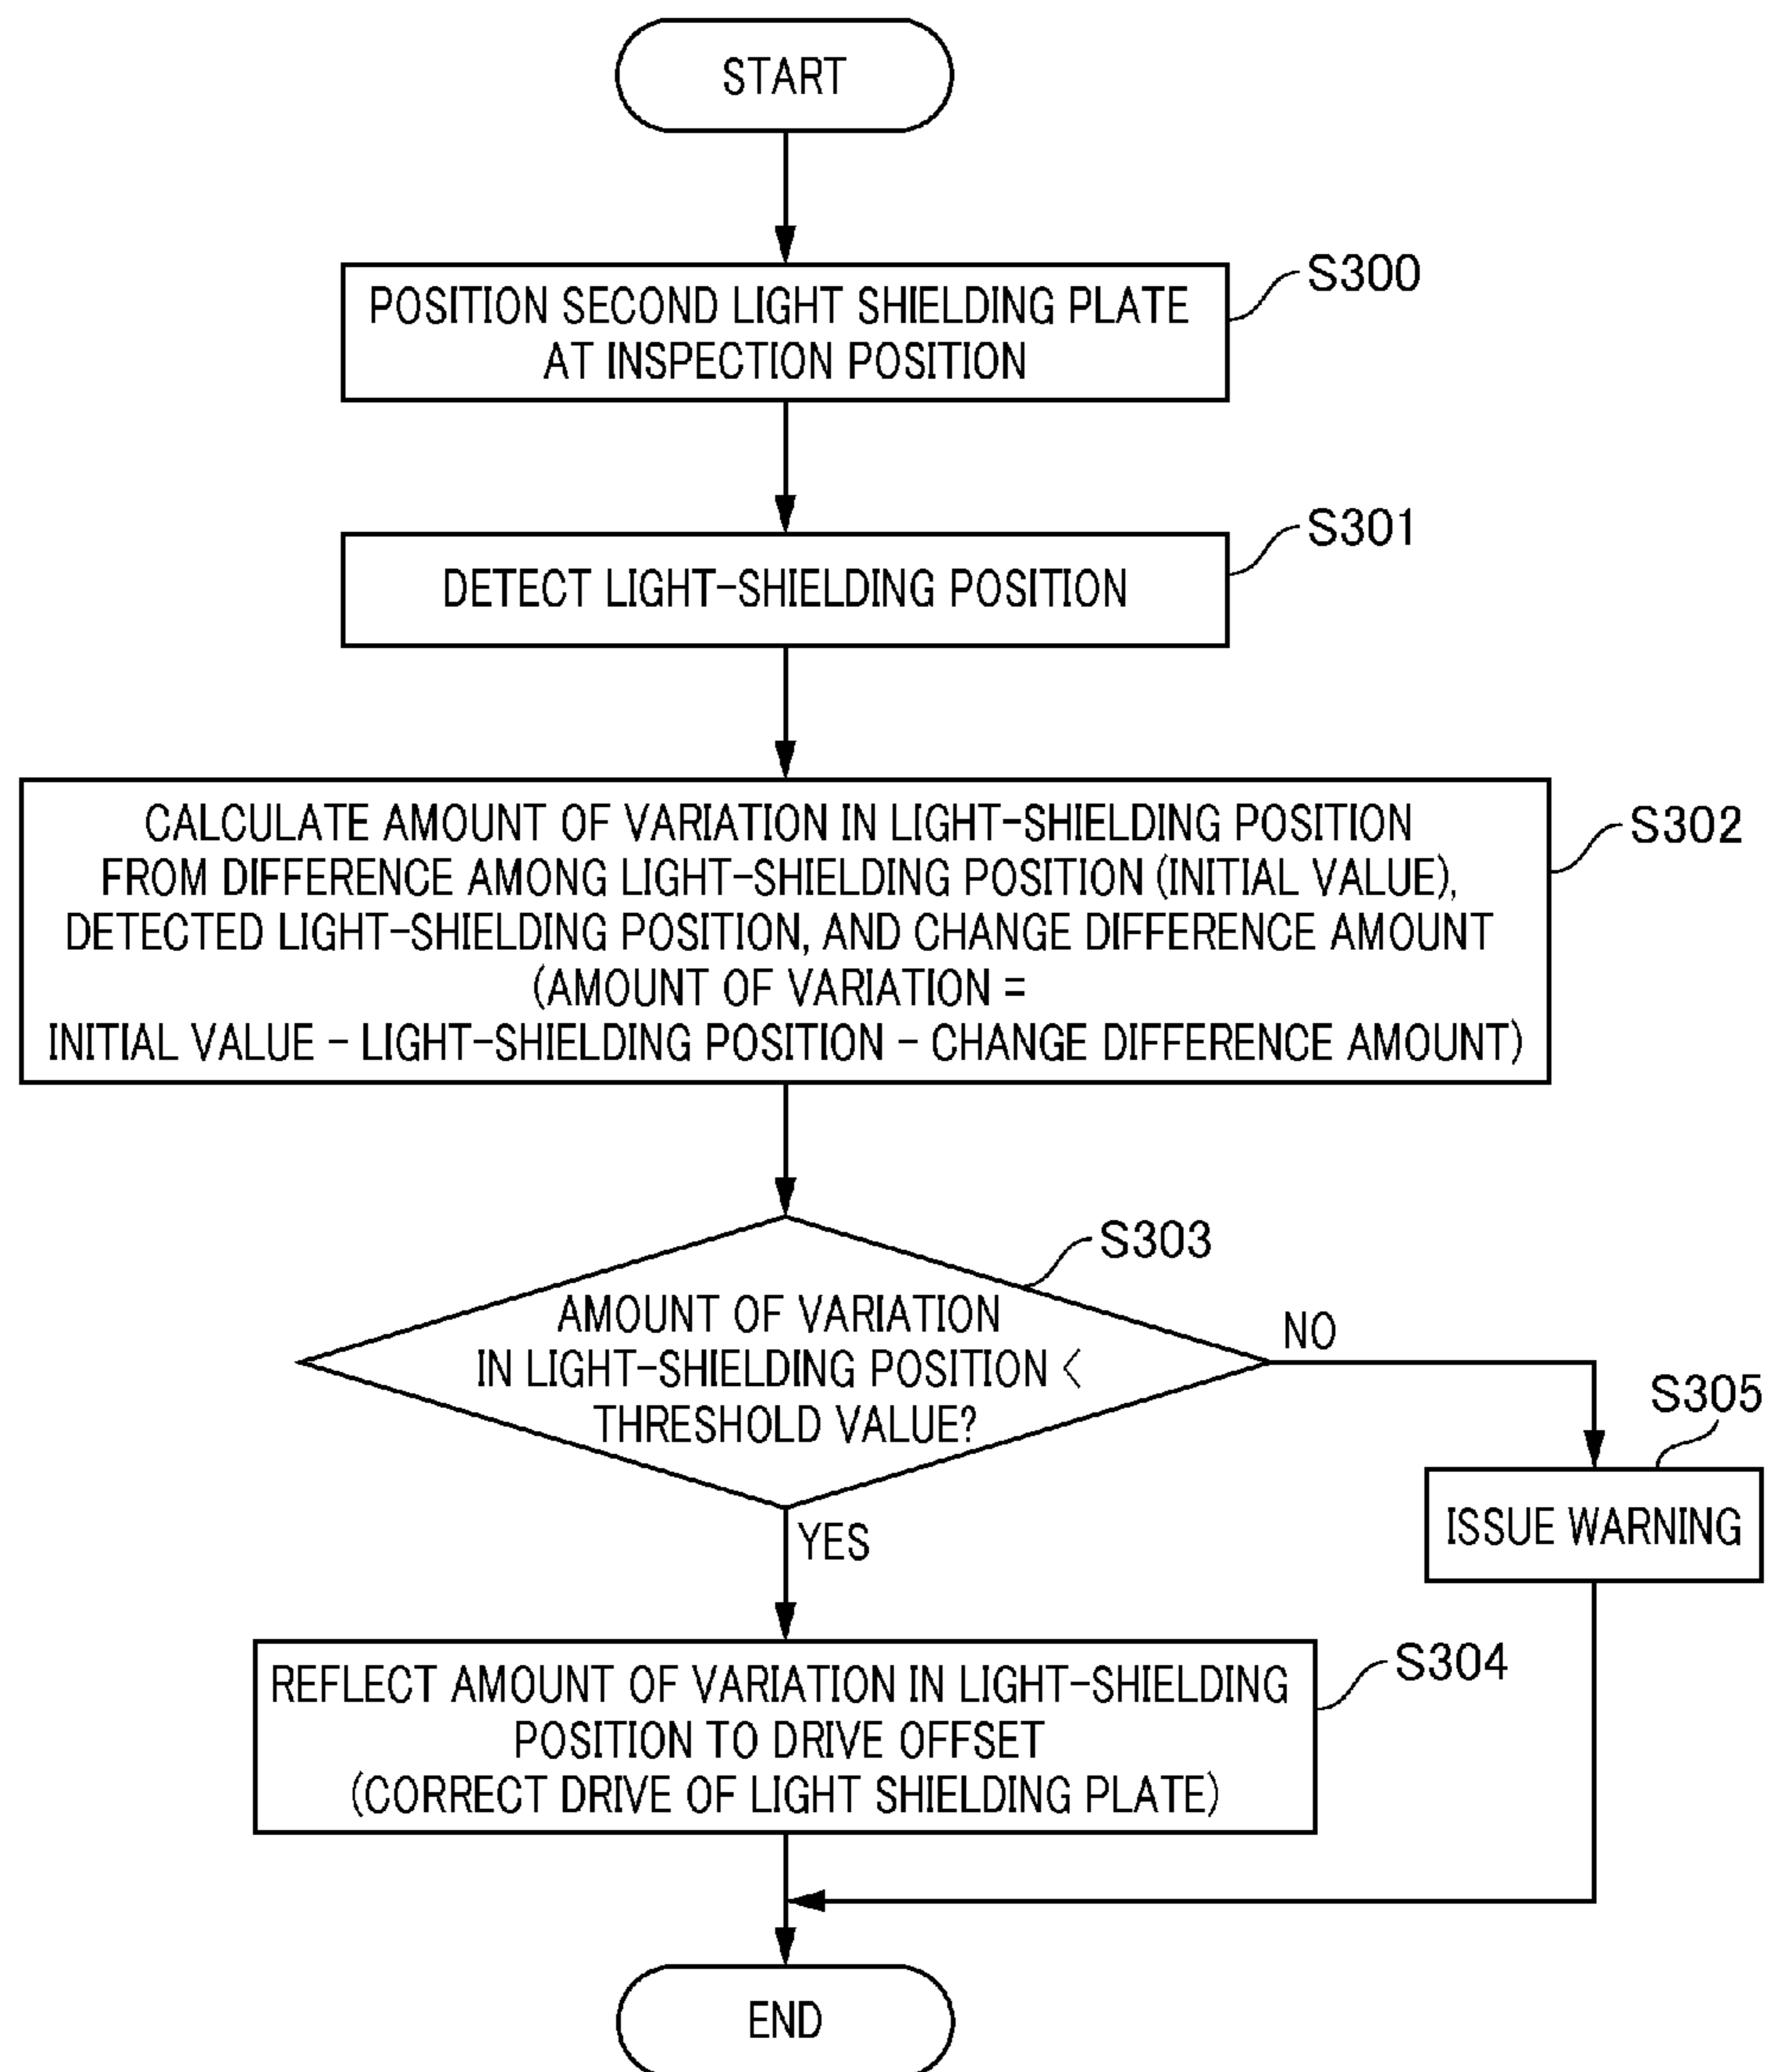 START
S300
POSITION SECOND LIGHT SHIELDING PLATE
AT INSPECTION POSITION
S301
DETECT LIGHT-SHIELDING POSITION
S302
CALCULATE AMOUNT OF VARIATION IN LIGHT-SHIELDING POSITION
FROM DIFFERENCE AMONG LIGHT-SHIELDING POSITION (INITIAL VALUE),
DETECTED LIGHT-SHIELDING POSITION, AND CHANGE DIFFERENCE AMOUNT
(AMOUNT OF VARIATION =
INITIAL VALUE - LIGHT-SHIELDING POSITION - CHANGE DIFFERENCE AMOUNT)
S303
AMOUNT OF VARIATION
IN LIGHT-SHIELDING POSITION <
THRESHOLD VALUE?
NO
S305
ISSUE WARNING
YES
S304
REFLECT AMOUNT OF VARIATION IN LIGHT-SHIELDING
POSITION TO DRIVE OFFSET
(CORRECT DRIVE OF LIGHT SHIELDING PLATE)
END